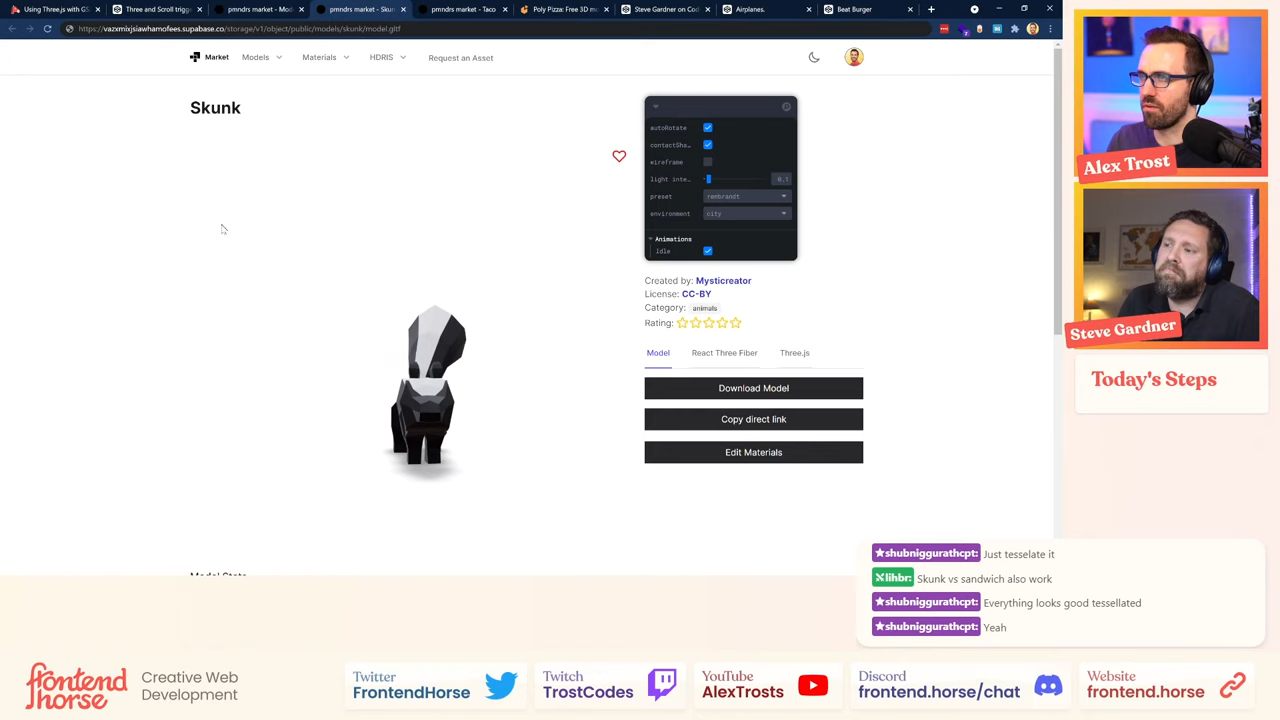 Using Three.js with GS
Three and Scroll trigge
pmndrs market - Mod
pmndrs market - Skun
pmndrs market - Taco
Poly Pizza: Free 3D m
Steve Gardner on Cod
Airplanes.
Beat Burger
https://vazxmixjsiawhamofees.supabase.co/storage/v1/object/public/models/skunk/model.gltf
Market
Models
Materials
HDRIS
Request an Asset
Skunk
autoRotate
contactSha…
wireframe
light inte…
0.1
preset
rembrandt
environment
city
Animations
Idle
Created by: Mysticreator
License: CC-BY
Category: animals
Rating:
Model
React Three Fiber
Three.js
Download Model
Copy direct link
Edit Materials
Alex Trost
Steve Gardner
Today's Steps
shubniggurathcpt: Just tesselate it
lihbr: Skunk vs sandwich also work
shubniggurathcpt: Everything looks good tessellated
shubniggurathcpt: Yeah
frontend
horse
Creative Web
Development
Twitter
FrontendHorse
Twitch
TrostCodes
YouTube
AlexTrosts
Discord
frontend.horse/chat
Website
frontend.horse